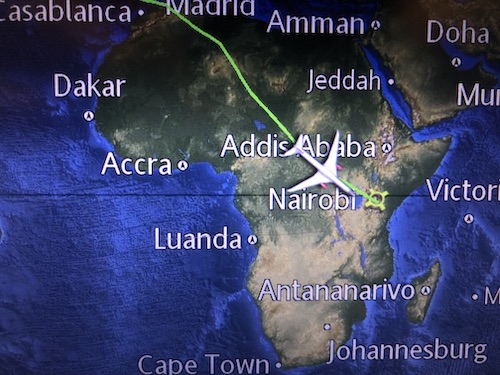 Casablanca
Madrid
Amman
Doha
Jeddah
Dakar
Mu
Addis Ababa
Accra
Nairobi
Victori
Luanda
Antananarivo
M
Johannesburg
Cape Town